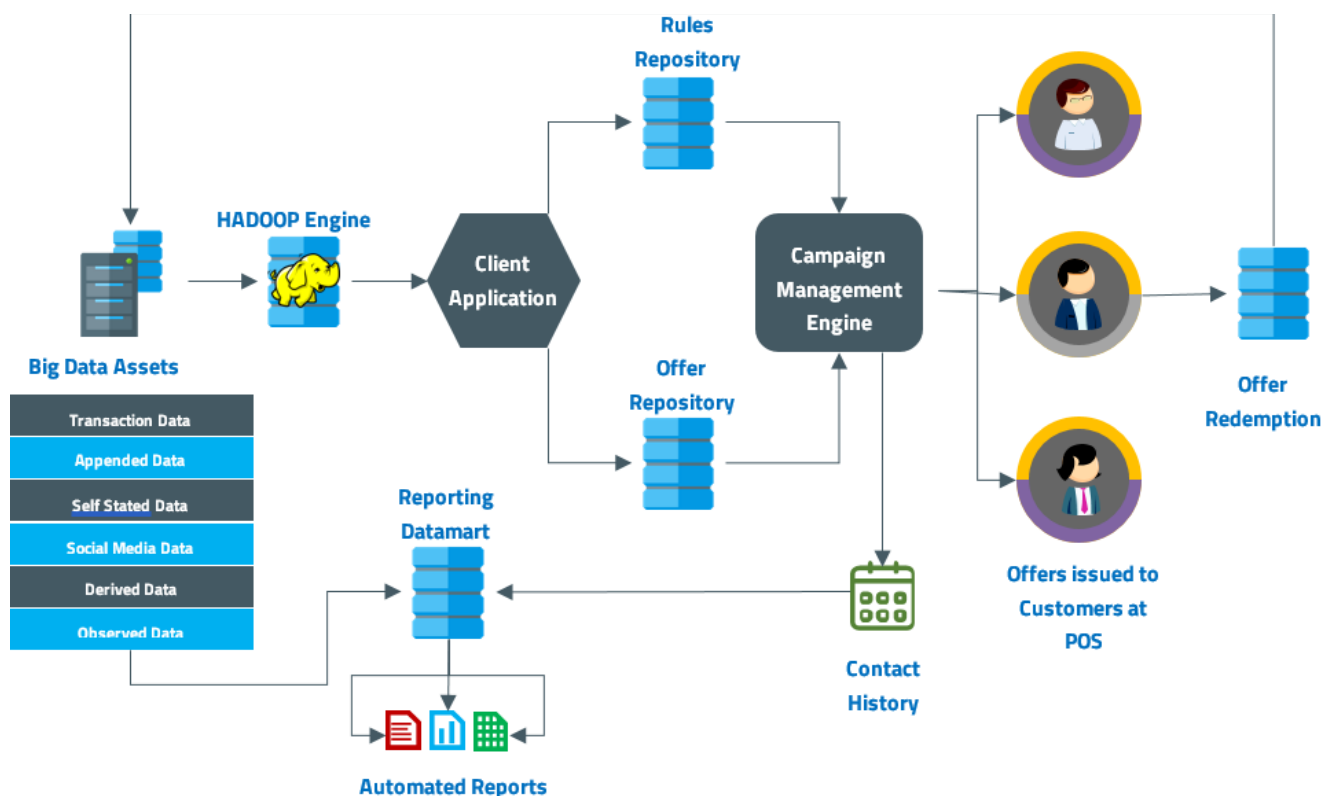 Rules
Repository
HADOOP Engine
Client
Application
Campaign
Management
Engine
Big Data Assets
Transaction Data
Appended Data
Self Stated Data
Social Media Data
Derived Data
Observed Data
Offer
Repository
Offer
Redemption
Reporting
Datamart
Offers issued to
Customers at
POS
Contact
History
Automated Reports